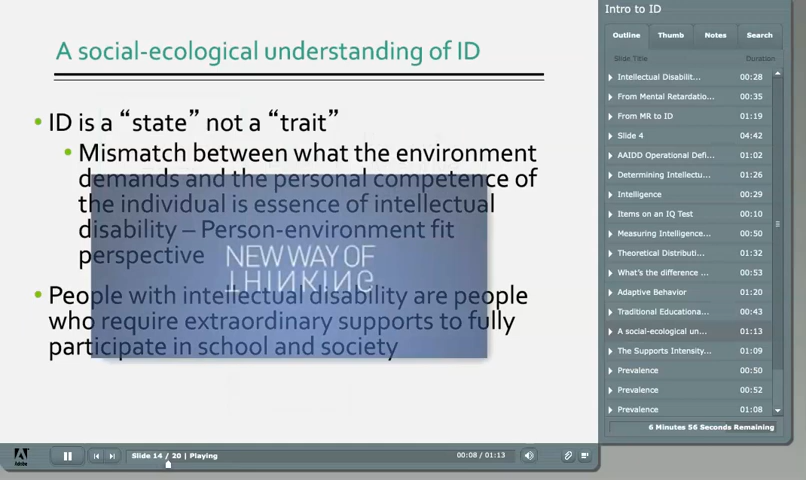 A social-ecological understanding of ID
• ID is a “state” not a “trait”
• Mismatch between what the environment
demands and the personal competence of
the individual is essence of intellectual
disability – Person-environment fit
perspective
NEW WAY OF
THINKING
• People with intellectual disability are people
who require extraordinary supports to fully
participate in school and society
Intro to ID
Outline Thumb Notes Search
Slide Title Duration
Intellectual Disabilit... 00:28
From Mental Retardatio... 00:35
From MR to ID 01:19
Slide 4 04:42
AAIDD Operational Defi... 01:02
Determining Intellectu... 01:26
Intelligence 00:29
Items on an IQ Test 00:10
Measuring Intelligence... 00:50
Theoretical Distributi... 01:32
What's the difference ... 00:53
Adaptive Behavior 01:20
Traditional Educationa... 00:43
A social-ecological un... 01:13
The Supports Intensity... 01:09
Prevalence 00:50
Prevalence 00:52
Prevalence 01:08
6 Minutes 56 Seconds Remaining
Adobe
Slide 14 / 20 | Playing
00:08 / 01:13